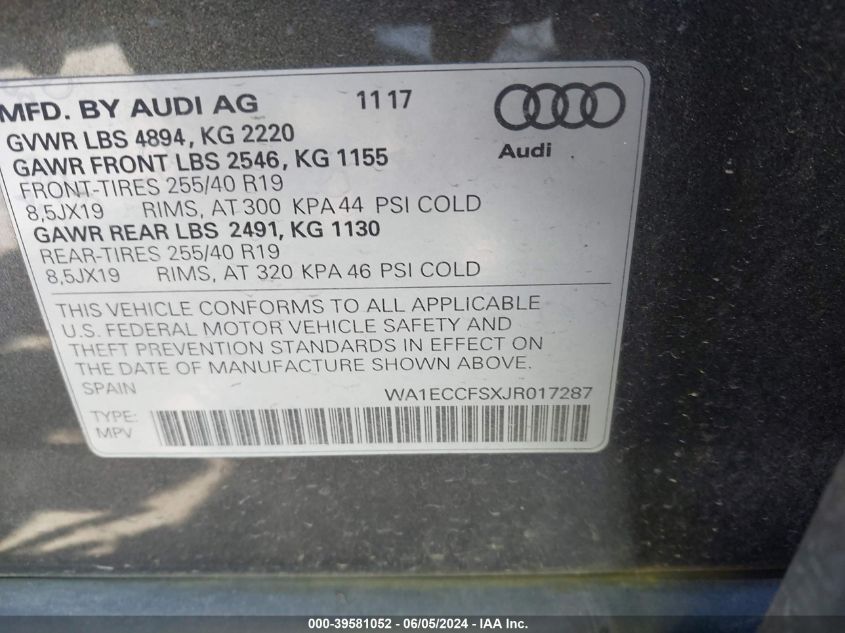 MFD. BY AUDI AG 11 17
Audi
GVWR LBS 4894, KG 2220
GAWR FRONT LBS 2546, KG 1155
FRONT-TIRES 255/40 R19
8,5JX19 RIMS, AT 300 KPA 44 PSI COLD
GAWR REAR LBS 2491, KG 1130
REAR-TIRES 255/40 R19
8,5JX19 RIMS, AT 320 KPA 46 PSI COLD
THIS VEHICLE CONFORMS TO ALL APPLICABLE
U.S. FEDERAL MOTOR VEHICLE SAFETY AND
THEFT PREVENTION STANDARDS IN EFFECT ON
THE DATE OF MANUFACTURE SHOWN ABOVE.
SPAIN WA1ECCFSXJR017287
TYPE:
MPV
000-39581052 - 06/05/2024 - IAA Inc.